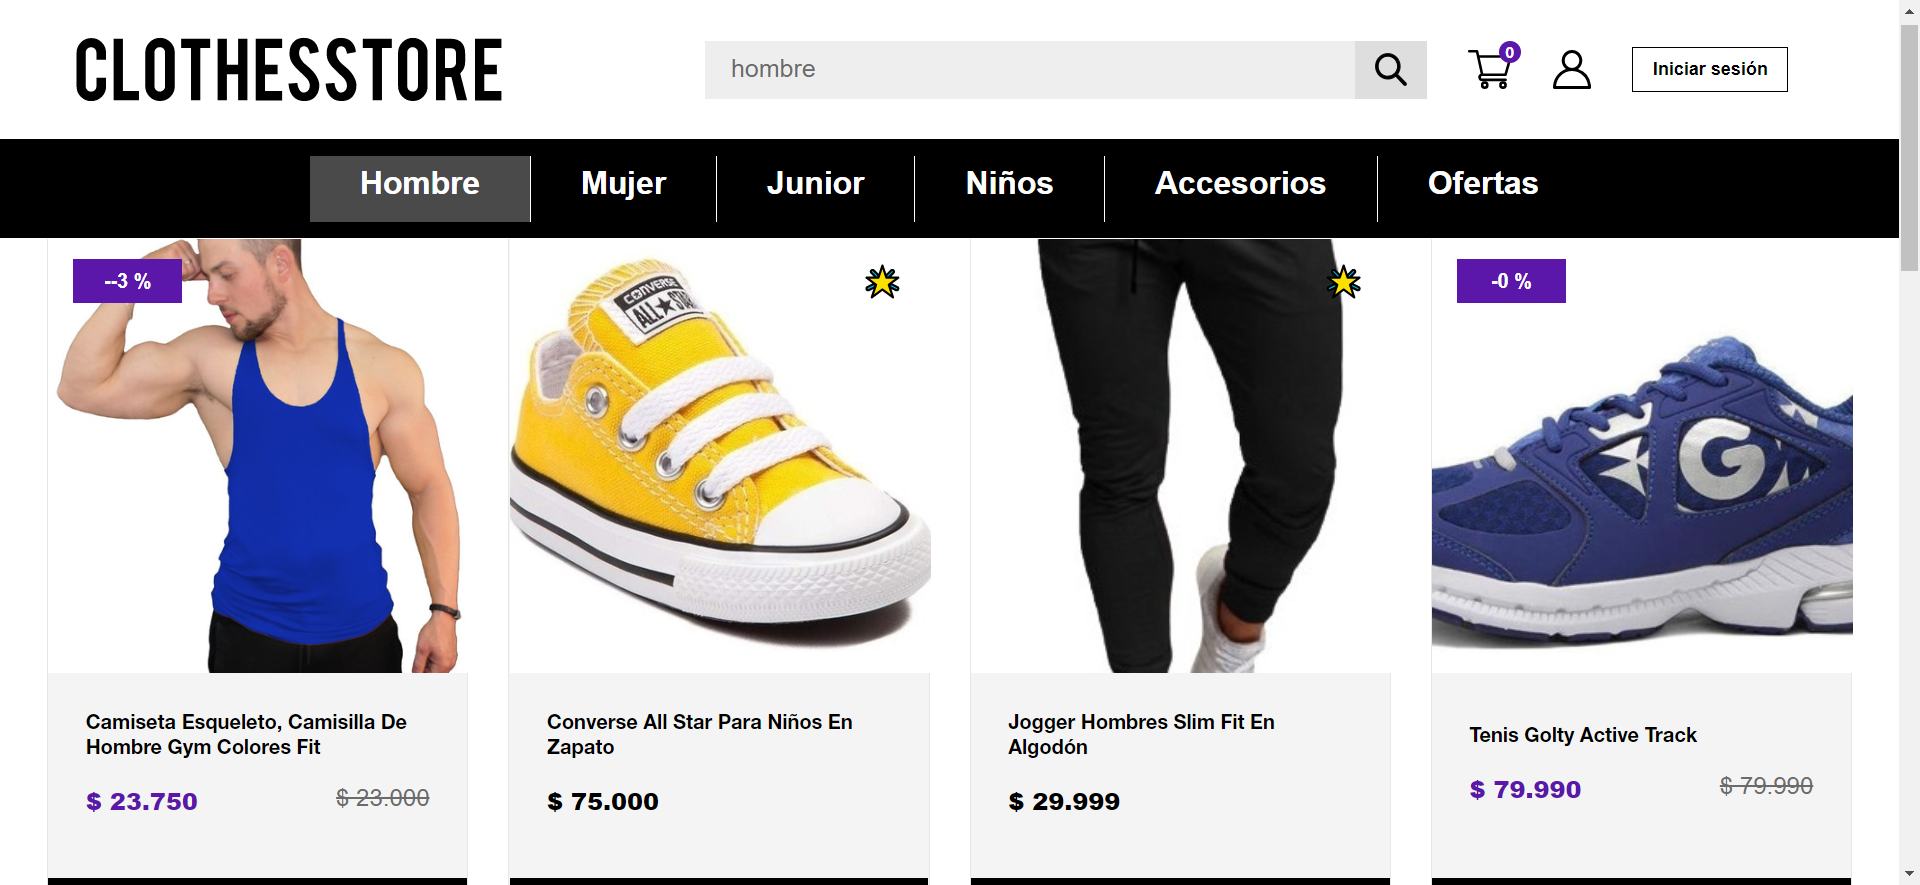 CLOTHESSTORE
hombre
0
Iniciar sesión
Hombre
Mujer
Junior
Niños
Accesorios
Ofertas
--3 %
CONVERSE
ALL★STAR
G
-0 %
Camiseta Esqueleto, Camisilla De
Hombre Gym Colores Fit
$ 23.750
$ 23.000
Converse All Star Para Niños En
Zapato
$ 75.000
Jogger Hombres Slim Fit En
Algodón
$ 29.999
Tenis Golty Active Track
$ 79.990
$ 79.990